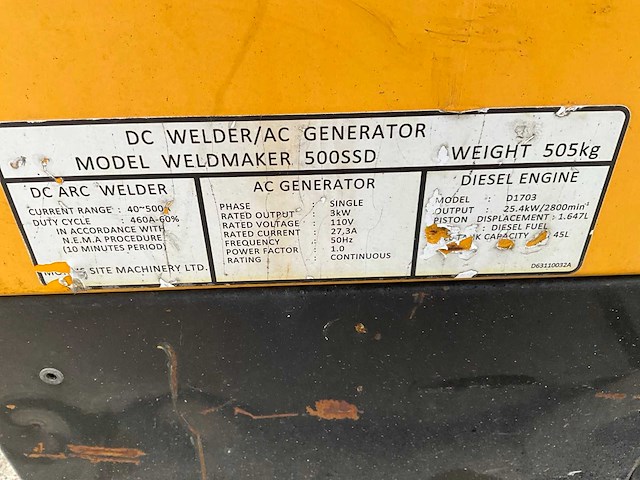 DC WELDER/AC GENERATOR
MODEL WELDMAKER 500SSD
WEIGHT 505kg
DC ARC WELDER
CURRENT RANGE : 40~500A
DUTY CYCLE : 460A-60%
IN ACCORDANCE WITH
N.E.M.A PROCEDURE
(10 MINUTES PERIOD)
SITE MACHINERY LTD.
AC GENERATOR
PHASE : SINGLE
RATED OUTPUT : 3kW
RATED VOLTAGE : 110V
RATED CURRENT : 27,3A
FREQUENCY : 50Hz
POWER FACTOR : 1.0
RATING : CONTINUOUS
DIESEL ENGINE
MODEL : D1703
OUTPUT : 25.4kW/2800min⁻¹
PISTON DISPLACEMENT : 1.647L
DIESEL FUEL
CAPACITY 45L
D63110032A